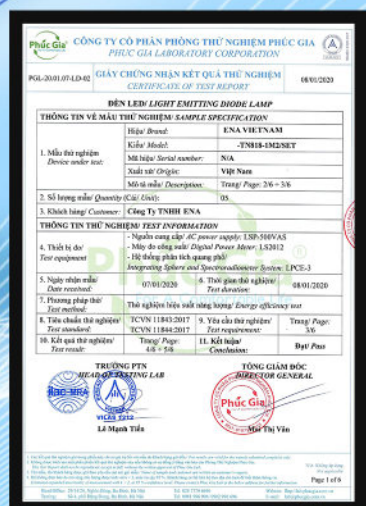 Phúc Gia
CÔNG TY CỔ PHẦN PHÒNG THỬ NGHIỆM PHÚC GIA
PHUC GIA LABORATORY CORPORATION
PGL-20.01.07-LD-02
GIẤY CHỨNG NHẬN KẾT QUẢ THỬ NGHIỆM
CERTIFICATE OF TEST REPORT
08/01/2020
ĐÈN LED/ LIGHT EMITTING DIODE LAMP
THÔNG TIN VỀ MẪU THỬ NGHIỆM/ SAMPLE SPECIFICATION
1. Mẫu thử nghiệm
Device under test:
Hiệu/ Brand: ENA VIETNAM
Kiểu/ Model: -TN818-1M2/SET
Mã hiệu/ Serial number: N/A
Xuất xứ/ Origin: Việt Nam
Mô tả mẫu/ Description: Trang/ Page: 2/6 ÷ 3/6
2. Số lượng mẫu/ Quantity (Cái/ Unit): 05
3. Khách hàng/ Customer: Công Ty TNHH ENA
THÔNG TIN THỬ NGHIỆM/ TEST INFORMATION
4. Thiết bị đo/
Test equipment
- Nguồn cung cấp/ AC power supply: LSP-500VAS
- Máy đo công suất/ Digital Power Meter: LS2012
- Hệ thống phân tích quang phổ/
Integrating Sphere and Spectroradiometer System: LPCE-3
5. Ngày nhận mẫu/
Date received:
07/01/2020
6. Thời gian thử nghiệm/
Test duration:
08/01/2020
7. Phương pháp thử/
Test method:
Thử nghiệm hiệu suất năng lượng/ Energy efficiency test
8. Tiêu chuẩn thử nghiệm/
Test standard:
TCVN 11843:2017
TCVN 11844:2017
9. Yêu cầu thử nghiệm/
Test requirement:
Trang/ Page:
3/6
10. Kết quả thử nghiệm/
Test result:
Trang/ Page:
4/6 ÷ 5/6
11. Kết luận/
Conclusion:
Đạt/ Pass
TRƯỞNG PTN
HEAD OF TESTING LAB
TỔNG GIÁM ĐỐC
DIRECTOR GENERAL
ilac-MRA
VILAS
Phúc Gia
Lê Mạnh Tiến
Mai Thị Vân
Page 1 of 6